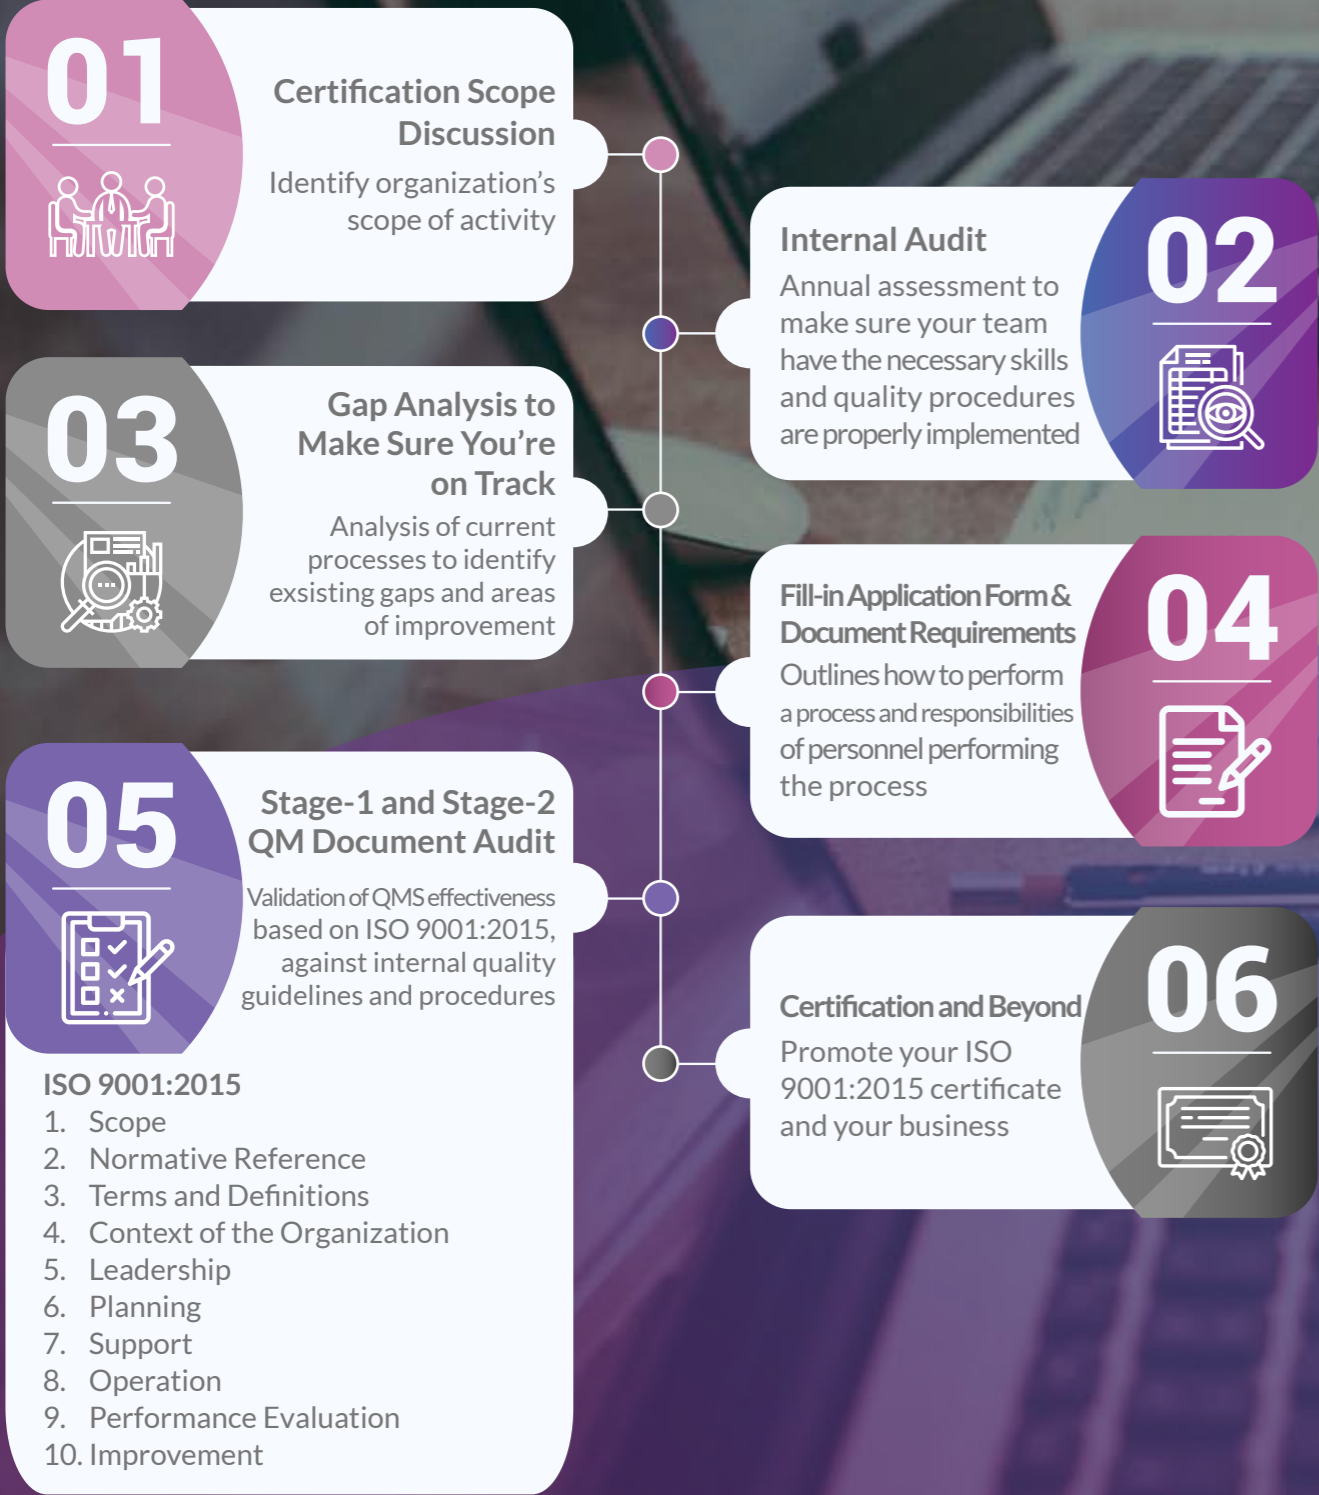 01
Certification Scope
Discussion
Identify organization’s
scope of activity
02
Internal Audit
Annual assessment to
make sure your team
have the necessary skills
and quality procedures
are properly implemented
03
Gap Analysis to
Make Sure You’re
on Track
Analysis of current
processes to identify
exsisting gaps and areas
of improvement
04
Fill-in Application Form &
Document Requirements
Outlines how to perform
a process and responsibilities
of personnel performing
the process
05
Stage-1 and Stage-2
QM Document Audit
Validation of QMS effectiveness
based on ISO 9001:2015,
against internal quality
guidelines and procedures
ISO 9001:2015
1. Scope
2. Normative Reference
3. Terms and Definitions
4. Context of the Organization
5. Leadership
6. Planning
7. Support
8. Operation
9. Performance Evaluation
10. Improvement
06
Certification and Beyond
Promote your ISO
9001:2015 certificate
and your business